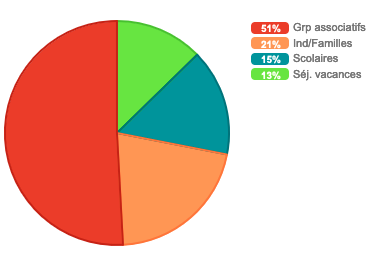 51% Grp associatifs
21% Ind/Familles
15% Scolaires
13% Séj. vacances